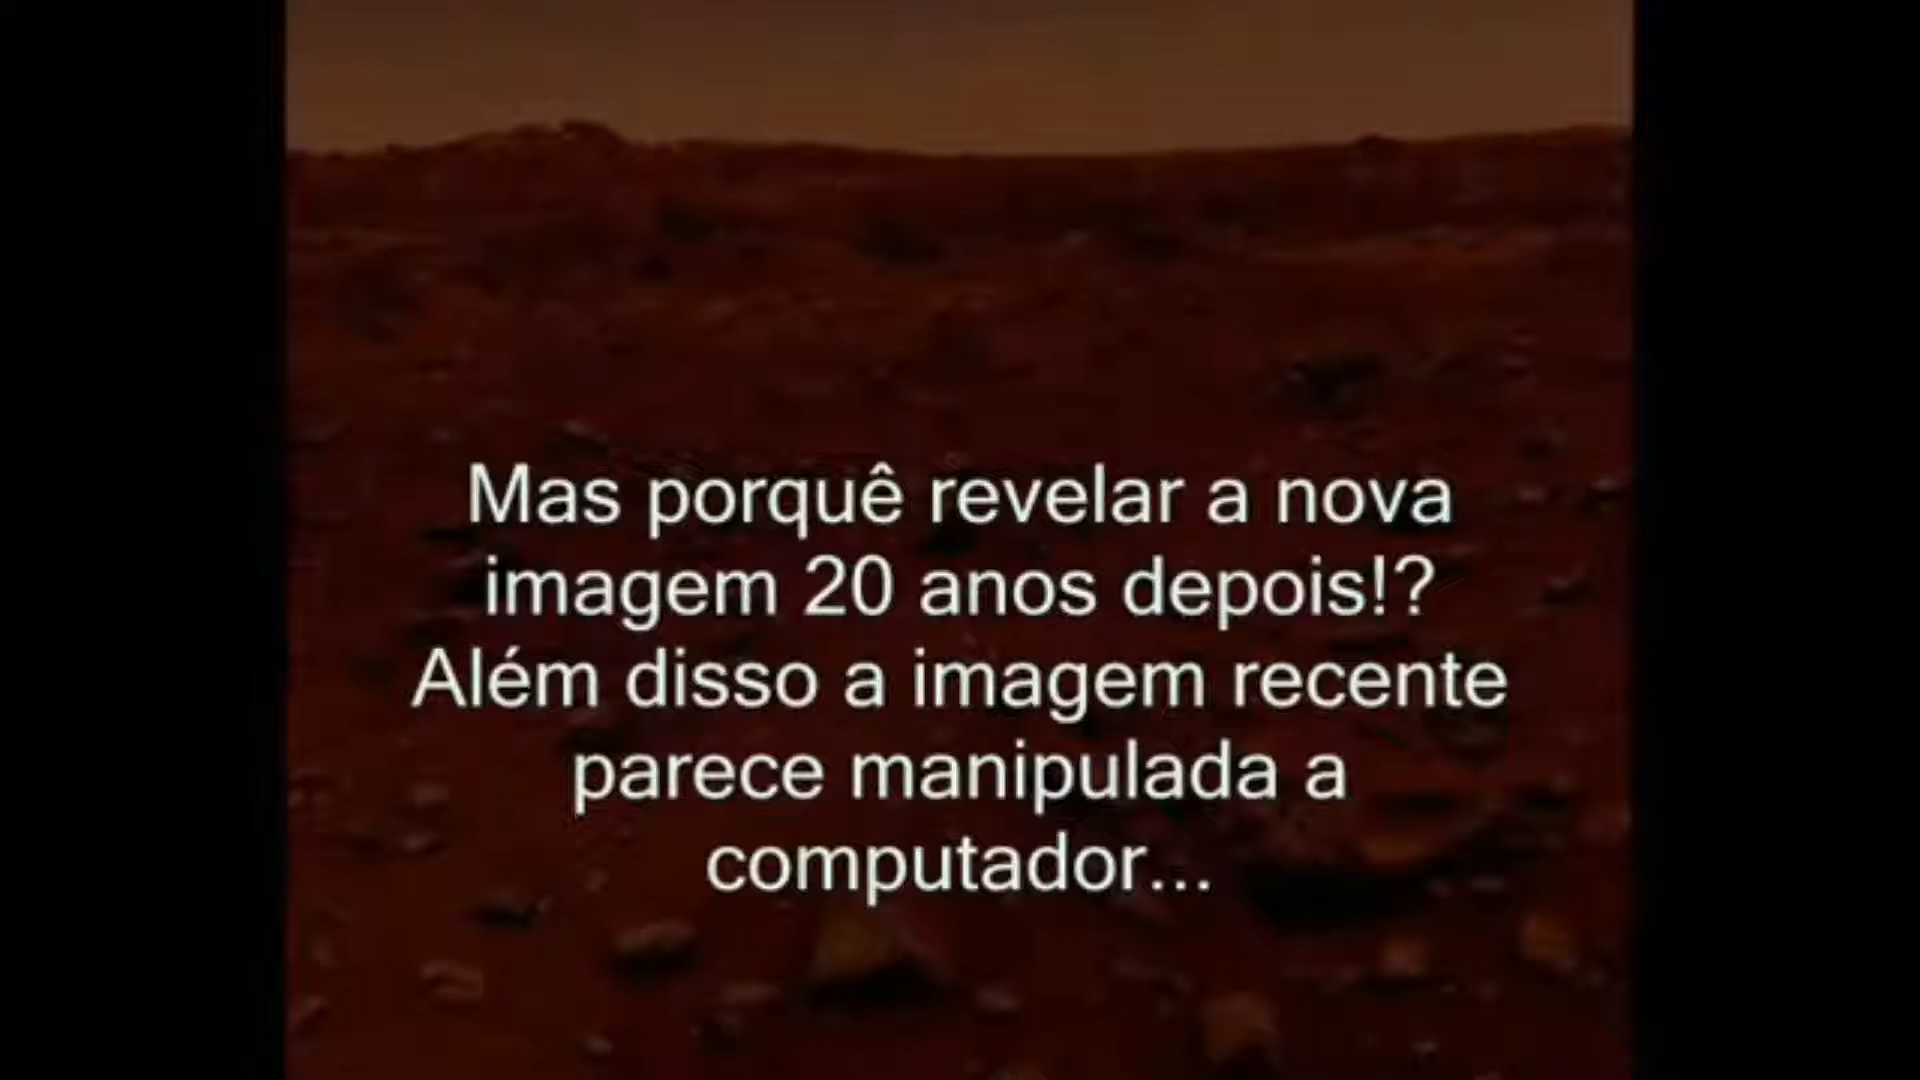 Mas porquê revelar a nova
imagem 20 anos depois!?
Além disso a imagem recente
parece manipulada a
computador...